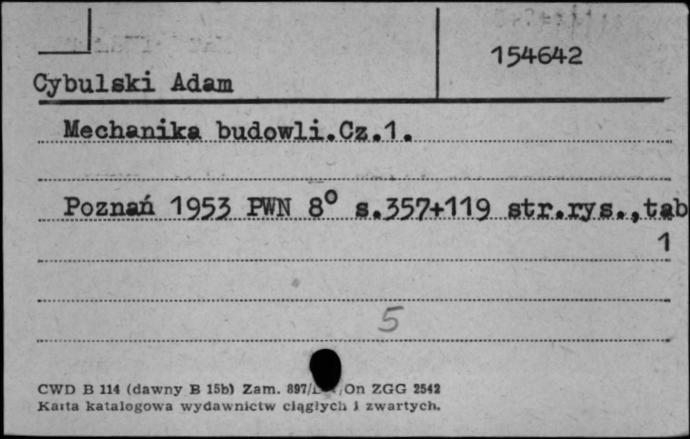 154642
Cybulski Adam
Mechanika budowli.Cz.1.
Poznań 1953 PWN 8° s.357+119 str.rys.,tab
1
5
CWD B 114 (dawny B 15b) Zam. 897/ /On ZGG 2542
Karta katalogowa wydawnictw ciągłych i zwartych.